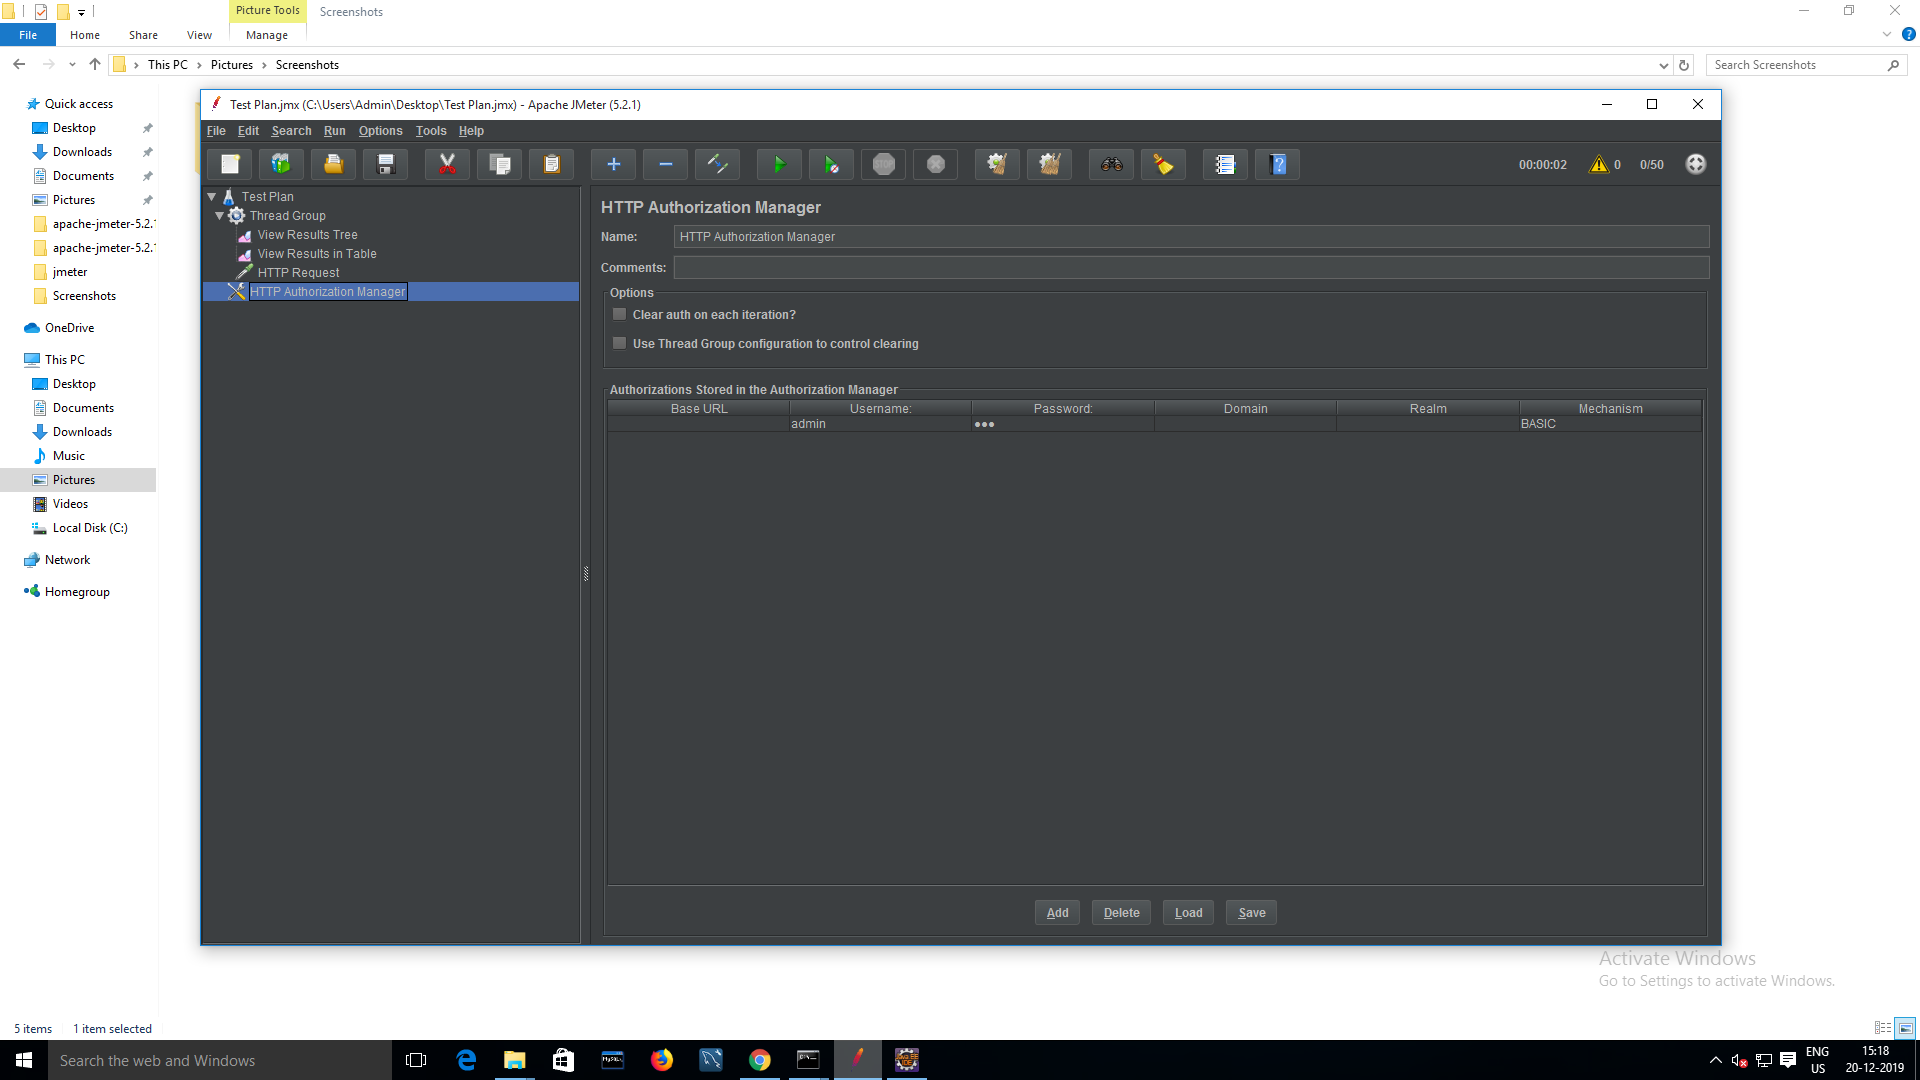 Picture Tools
Screenshots
File
Home
Share
View
Manage
This PC
Pictures
Screenshots
Search Screenshots
Quick access
Desktop
Downloads
Documents
Pictures
apache-jmeter-5.2.1
apache-jmeter-5.2.1
jmeter
Screenshots
OneDrive
This PC
Desktop
Documents
Downloads
Music
Pictures
Videos
Local Disk (C:)
Network
Homegroup
Test Plan.jmx (C:\Users\Admin\Desktop\Test Plan.jmx) - Apache JMeter (5.2.1)
File Edit Search Run Options Tools Help
STOP
00:00:02
0
0/50
Test Plan
Thread Group
View Results Tree
View Results in Table
HTTP Request
HTTP Authorization Manager
HTTP Authorization Manager
Name: HTTP Authorization Manager
Comments:
Options
Clear auth on each iteration?
Use Thread Group configuration to control clearing
Authorizations Stored in the Authorization Manager
Base URL Username: Password: Domain Realm Mechanism
admin ●●● BASIC
Add Delete Load Save
Activate Windows
Go to Settings to activate Windows.
5 items 1 item selected
Search the web and Windows
ENG
US
15:18
20-12-2019